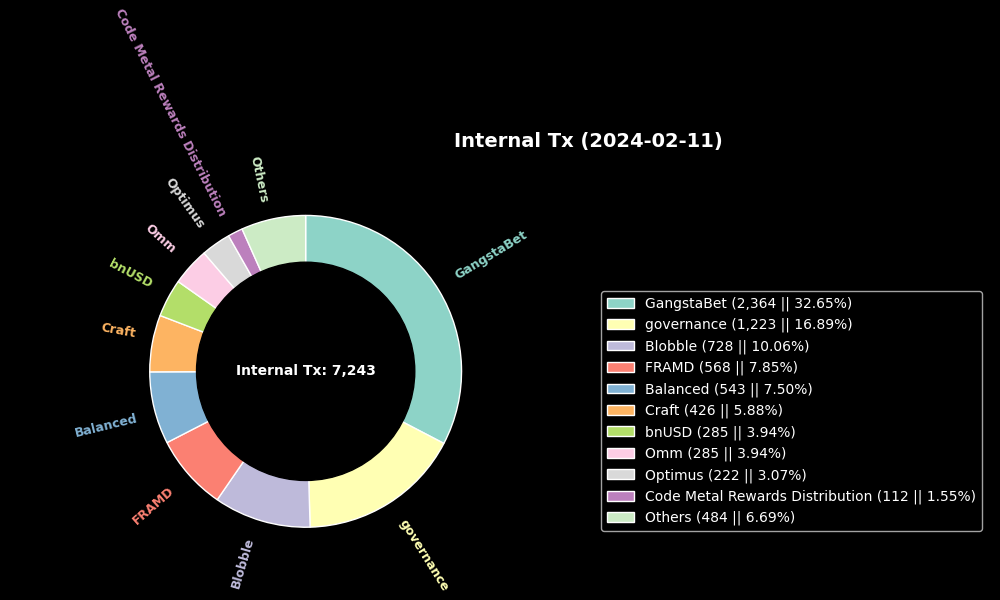 Code Metal Rewards Distribution
Internal Tx (2024-02-11)
Others
Optimus
Omm
GangstaBet
bnUSD
Craft
Internal Tx: 7,243
Balanced
FRAMD
Blobble
governance
GangstaBet (2,364 || 32.65%)
governance (1,223 || 16.89%)
Blobble (728 || 10.06%)
FRAMD (568 || 7.85%)
Balanced (543 || 7.50%)
Craft (426 || 5.88%)
bnUSD (285 || 3.94%)
Omm (285 || 3.94%)
Optimus (222 || 3.07%)
Code Metal Rewards Distribution (112 || 1.55%)
Others (484 || 6.69%)